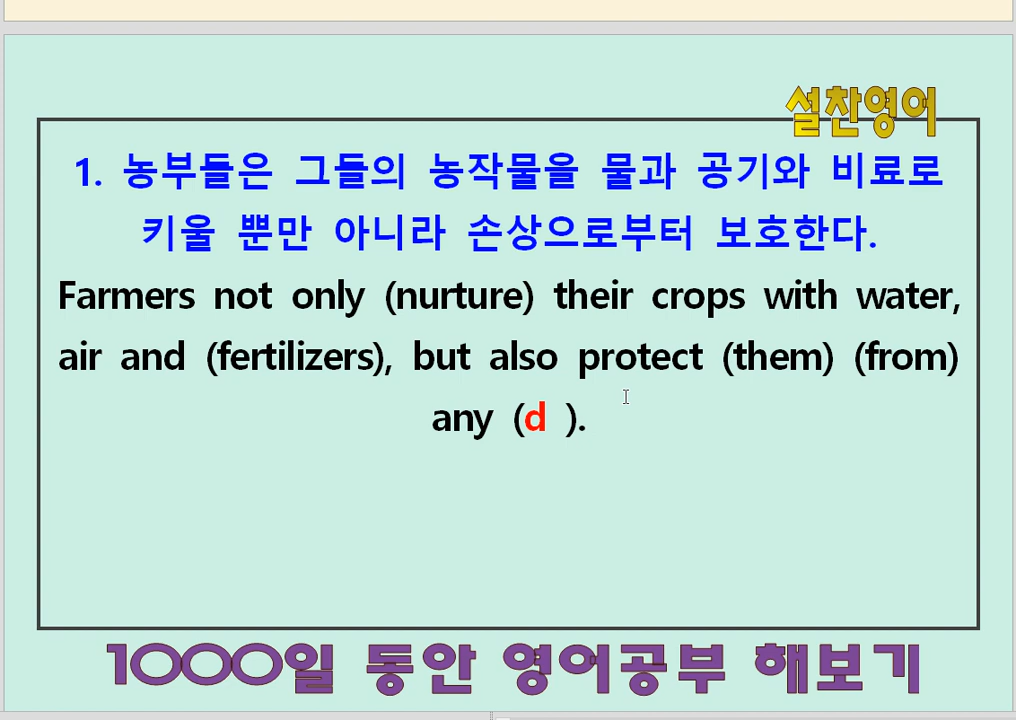 설찬영어
1. 농부들은 그들의 농작물을 물과 공기와 비료로
키울 뿐만 아니라 손상으로부터 보호한다.
Farmers not only (nurture) their crops with water,
air and (fertilizers), but also protect (them) (from)
any (d ).
1000일 동안 영어공부 해보기